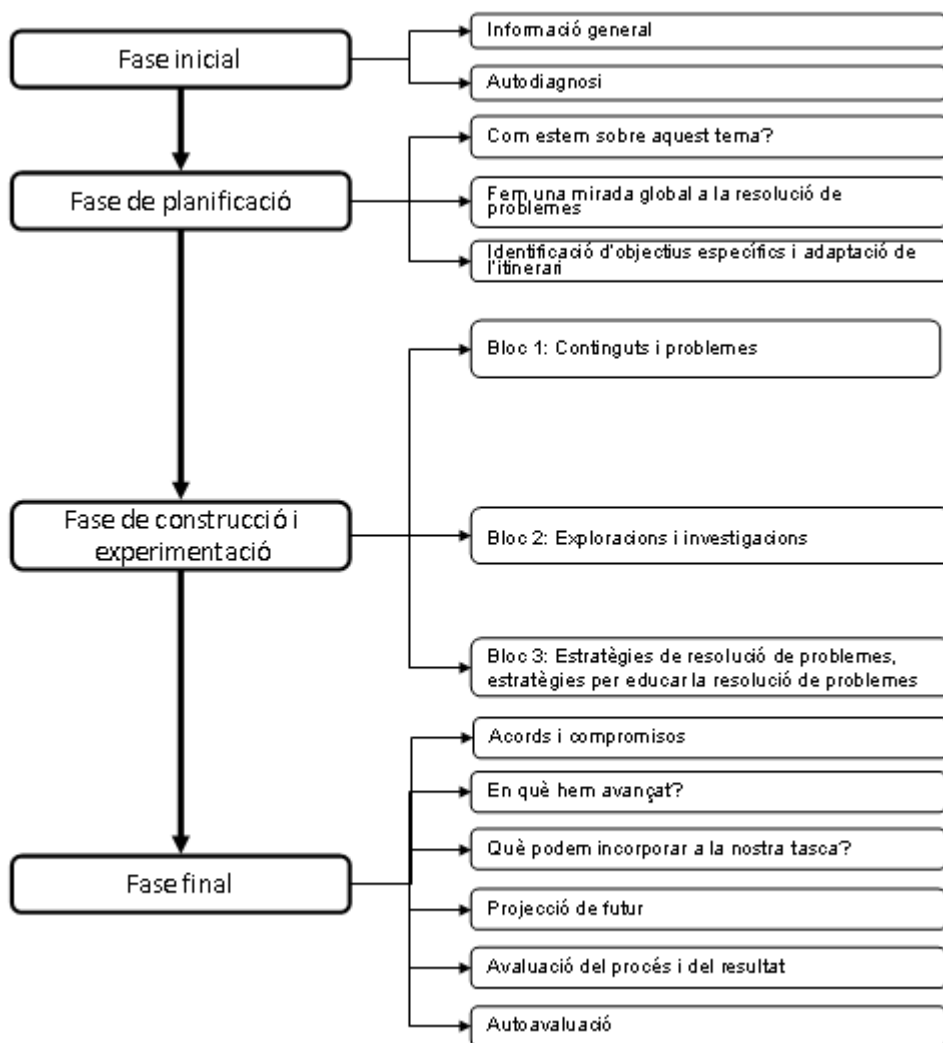 Fase inicial
Informació general
Autodiagnosi
Fase de planificació
Com estem sobre aquest tema?
Fem una mirada global a la resolució de
problemes
Identificació d'objectius específics i adaptació de
l'itinerari
Fase de construcció i
experimentació
Bloc 1: Continguts i problemes
Bloc 2: Exploracions i investigacions
Bloc 3: Estratègies de resolució de problemes,
estratègies per educar la resolució de problemes
Fase final
Acords i compromisos
En què hem avançat?
Què podem incorporar a la nostra tasca?
Projecció de futur
Avaluació del procés i del resultat
Autoavaluació